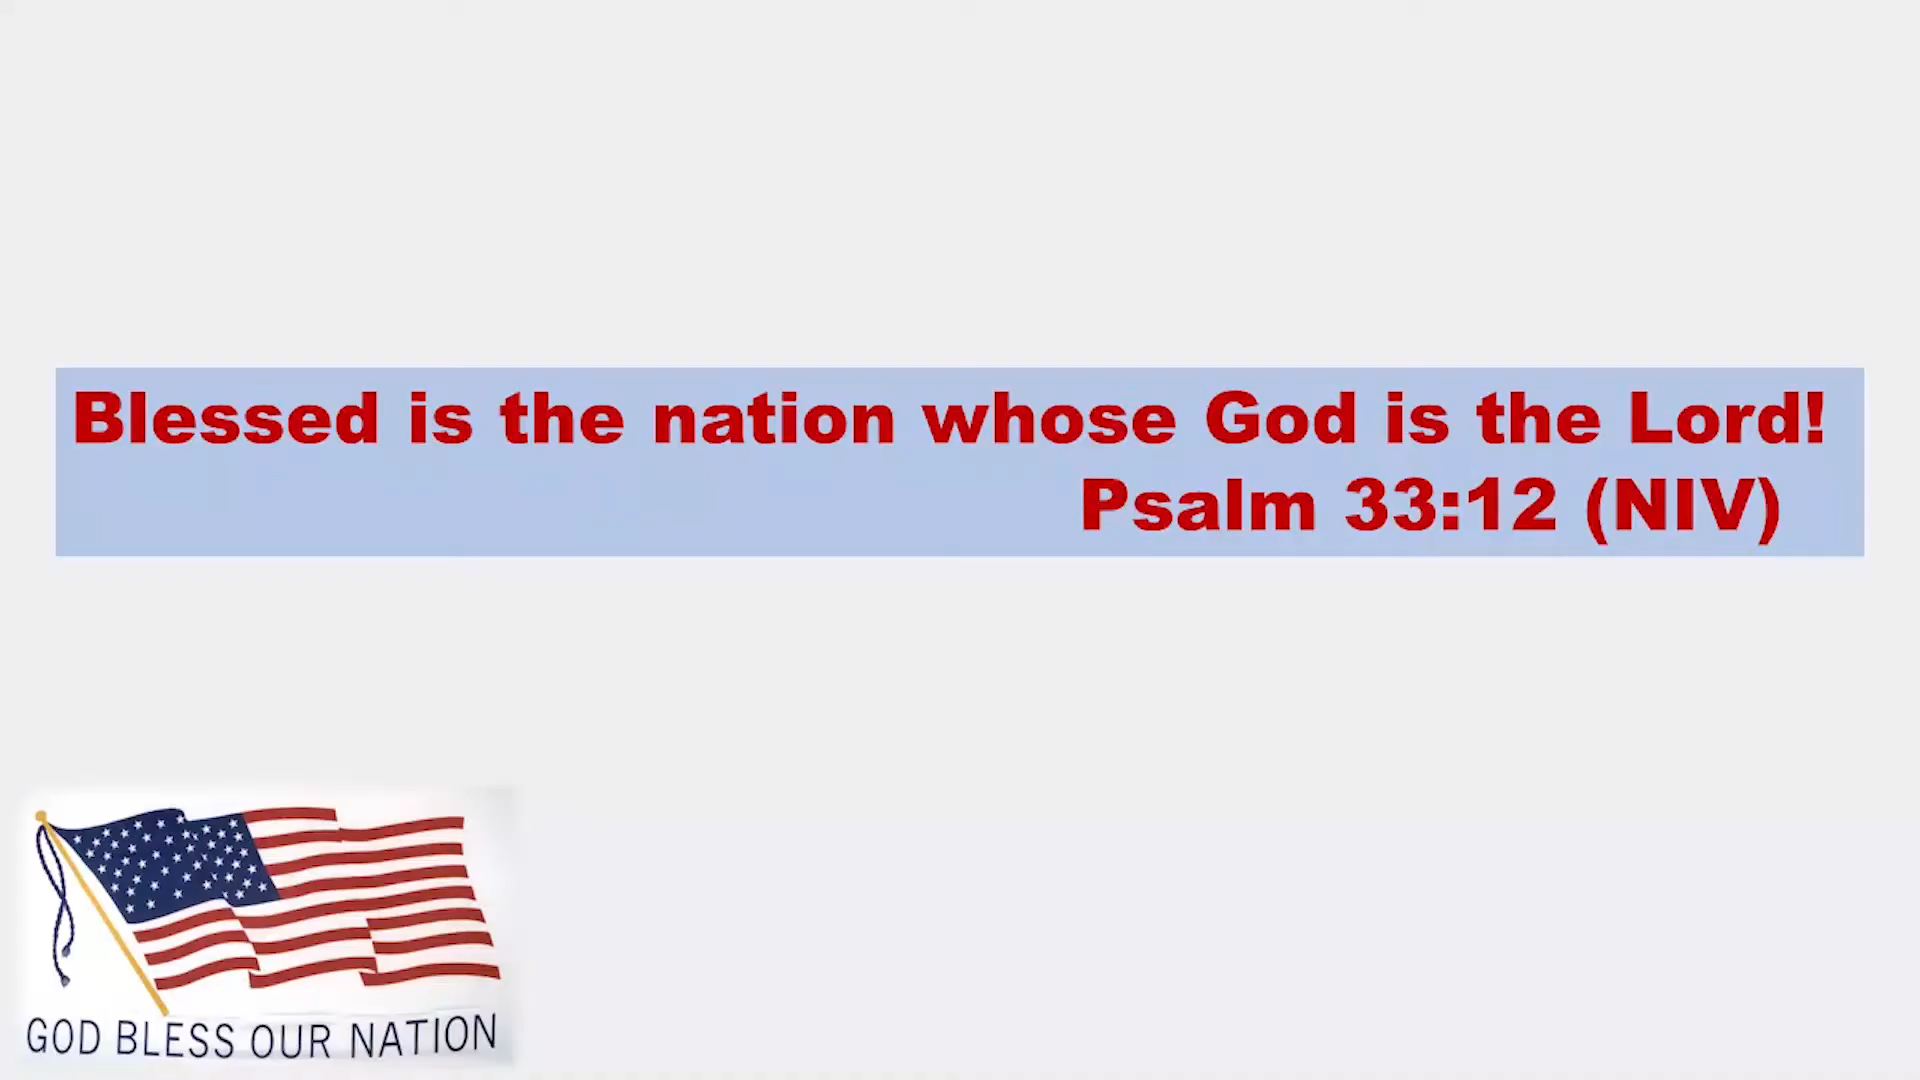 Blessed is the nation whose God is the Lord!
Psalm 33:12 (NIV)
GOD BLESS OUR NATION